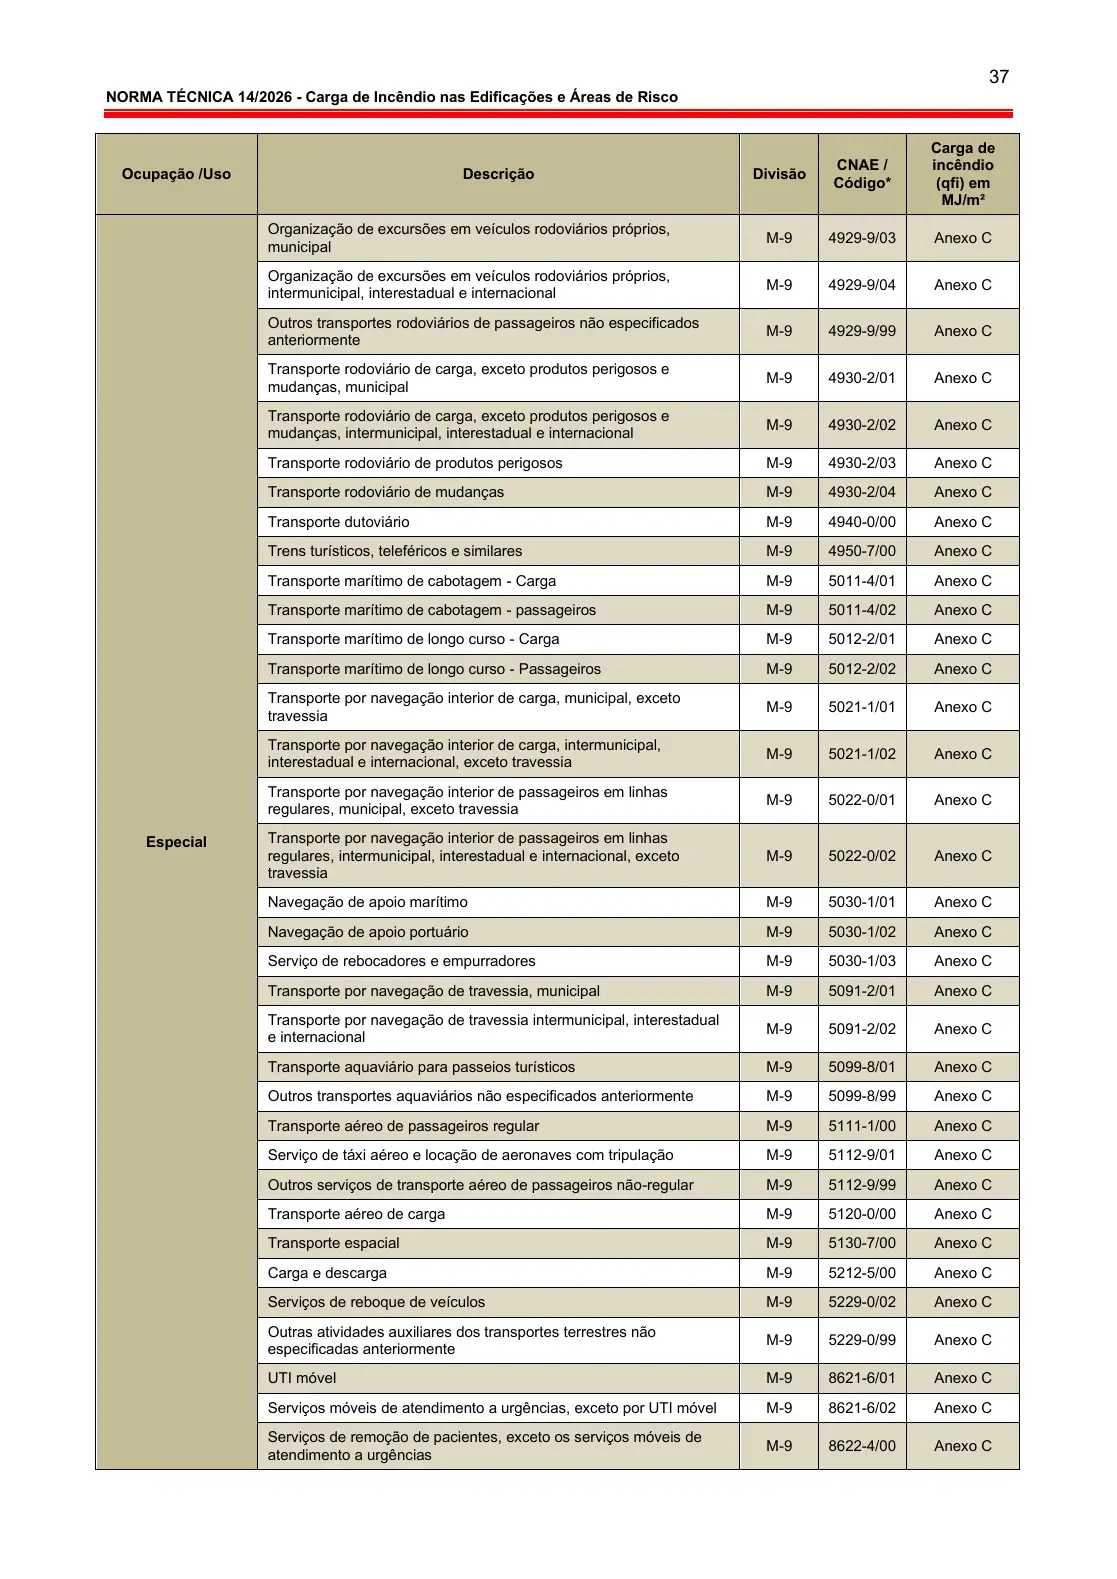 37
NORMA TÉCNICA 14/2026 - Carga de Incêndio nas Edificações e Áreas de Risco
Ocupação /Uso
Descrição
Divisão
CNAE /
Código*
Carga de
incêndio
(qfi) em
MJ/m²
Especial
Organização de excursões em veículos rodoviários próprios,
municipal
M-9 4929-9/03 Anexo C
Organização de excursões em veículos rodoviários próprios,
intermunicipal, interestadual e internacional
M-9 4929-9/04 Anexo C
Outros transportes rodoviários de passageiros não especificados
anteriormente
M-9 4929-9/99 Anexo C
Transporte rodoviário de carga, exceto produtos perigosos e
mudanças, municipal
M-9 4930-2/01 Anexo C
Transporte rodoviário de carga, exceto produtos perigosos e
mudanças, intermunicipal, interestadual e internacional
M-9 4930-2/02 Anexo C
Transporte rodoviário de produtos perigosos M-9 4930-2/03 Anexo C
Transporte rodoviário de mudanças M-9 4930-2/04 Anexo C
Transporte dutoviário M-9 4940-0/00 Anexo C
Trens turísticos, teleféricos e similares M-9 4950-7/00 Anexo C
Transporte marítimo de cabotagem - Carga M-9 5011-4/01 Anexo C
Transporte marítimo de cabotagem - passageiros M-9 5011-4/02 Anexo C
Transporte marítimo de longo curso - Carga M-9 5012-2/01 Anexo C
Transporte marítimo de longo curso - Passageiros M-9 5012-2/02 Anexo C
Transporte por navegação interior de carga, municipal, exceto
travessia
M-9 5021-1/01 Anexo C
Transporte por navegação interior de carga, intermunicipal,
interestadual e internacional, exceto travessia
M-9 5021-1/02 Anexo C
Transporte por navegação interior de passageiros em linhas
regulares, municipal, exceto travessia
M-9 5022-0/01 Anexo C
Transporte por navegação interior de passageiros em linhas
regulares, intermunicipal, interestadual e internacional, exceto
travessia
M-9 5022-0/02 Anexo C
Navegação de apoio marítimo M-9 5030-1/01 Anexo C
Navegação de apoio portuário M-9 5030-1/02 Anexo C
Serviço de rebocadores e empurradores M-9 5030-1/03 Anexo C
Transporte por navegação de travessia, municipal M-9 5091-2/01 Anexo C
Transporte por navegação de travessia intermunicipal, interestadual
e internacional
M-9 5091-2/02 Anexo C
Transporte aquaviário para passeios turísticos M-9 5099-8/01 Anexo C
Outros transportes aquaviários não especificados anteriormente M-9 5099-8/99 Anexo C
Transporte aéreo de passageiros regular M-9 5111-1/00 Anexo C
Serviço de táxi aéreo e locação de aeronaves com tripulação M-9 5112-9/01 Anexo C
Outros serviços de transporte aéreo de passageiros não-regular M-9 5112-9/99 Anexo C
Transporte aéreo de carga M-9 5120-0/00 Anexo C
Transporte espacial M-9 5130-7/00 Anexo C
Carga e descarga M-9 5212-5/00 Anexo C
Serviços de reboque de veículos M-9 5229-0/02 Anexo C
Outras atividades auxiliares dos transportes terrestres não
especificadas anteriormente
M-9 5229-0/99 Anexo C
UTI móvel M-9 8621-6/01 Anexo C
Serviços móveis de atendimento a urgências, exceto por UTI móvel M-9 8621-6/02 Anexo C
Serviços de remoção de pacientes, exceto os serviços móveis de
atendimento a urgências
M-9 8622-4/00 Anexo C